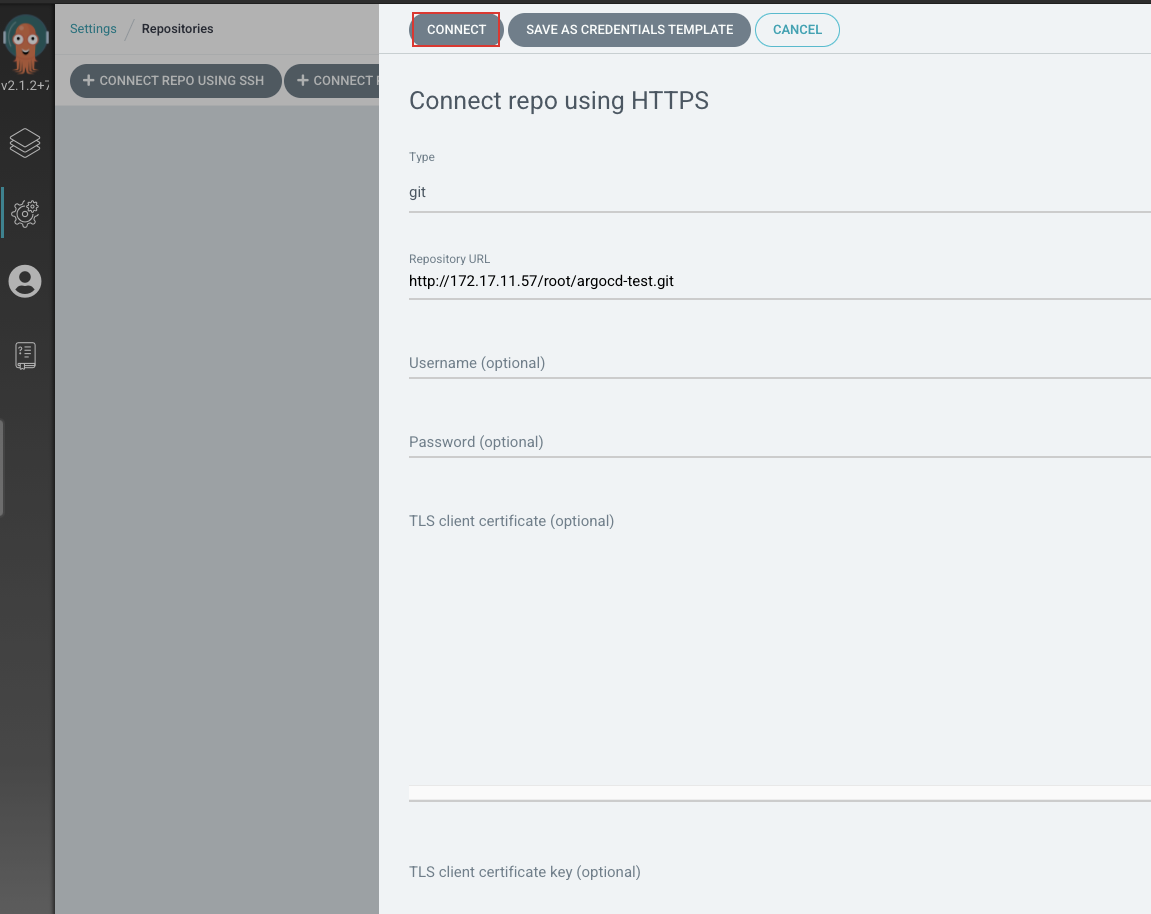 v2.1.2+7
Settings / Repositories
+ CONNECT REPO USING SSH
+ CONNECT
CONNECT
SAVE AS CREDENTIALS TEMPLATE
CANCEL
Connect repo using HTTPS
Type
git
Repository URL
http://172.17.11.57/root/argocd-test.git
Username (optional)
Password (optional)
TLS client certificate (optional)
TLS client certificate key (optional)